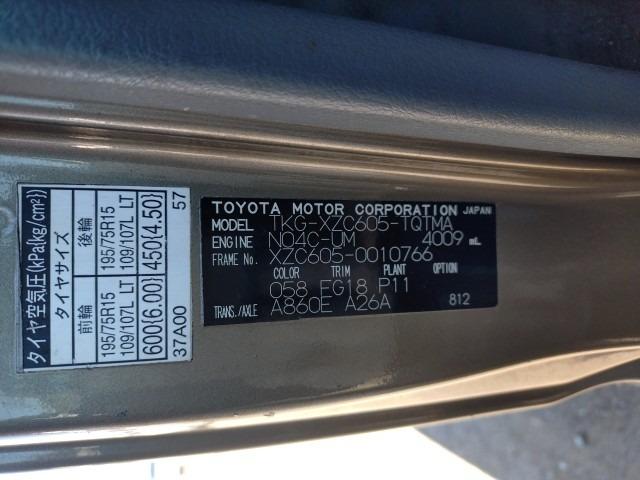 タイヤ空気圧(kPa{kg/cm²})
タイヤサイズ
前輪 後輪
195/75R15 195/75R15
109/107L LT 109/107L LT
600(6.00) 450(4.50)
37A00 57
TOYOTA MOTOR CORPORATION JAPAN
MODEL TKG-XZC605-TQTMA
ENGINE N04C-UM 4009 mL
FRAME No. XZC605-0010766
COLOR TRIM PLANT OPTION
058 FG18 P11
TRANS./AXLE A860E A26A 812